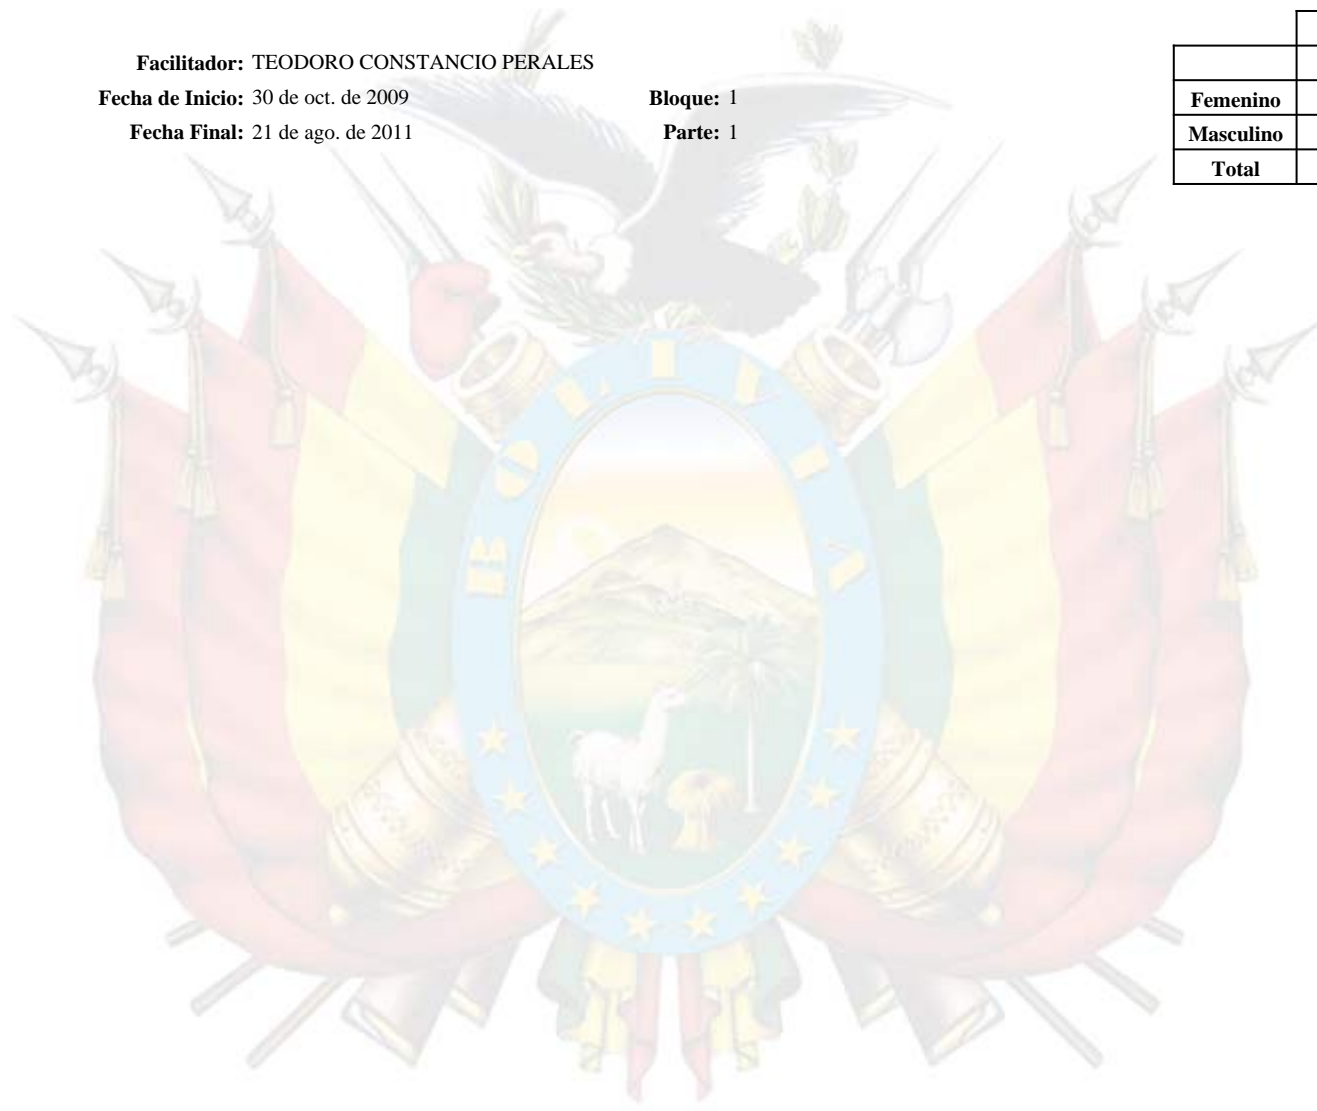 Facilitador: TEODORO CONSTANCIO PERALES
Fecha de Inicio: 30 de oct. de 2009 Bloque: 1
Fecha Final: 21 de ago. de 2011 Parte: 1
Femenino
Masculino
Total
BOLIVIA